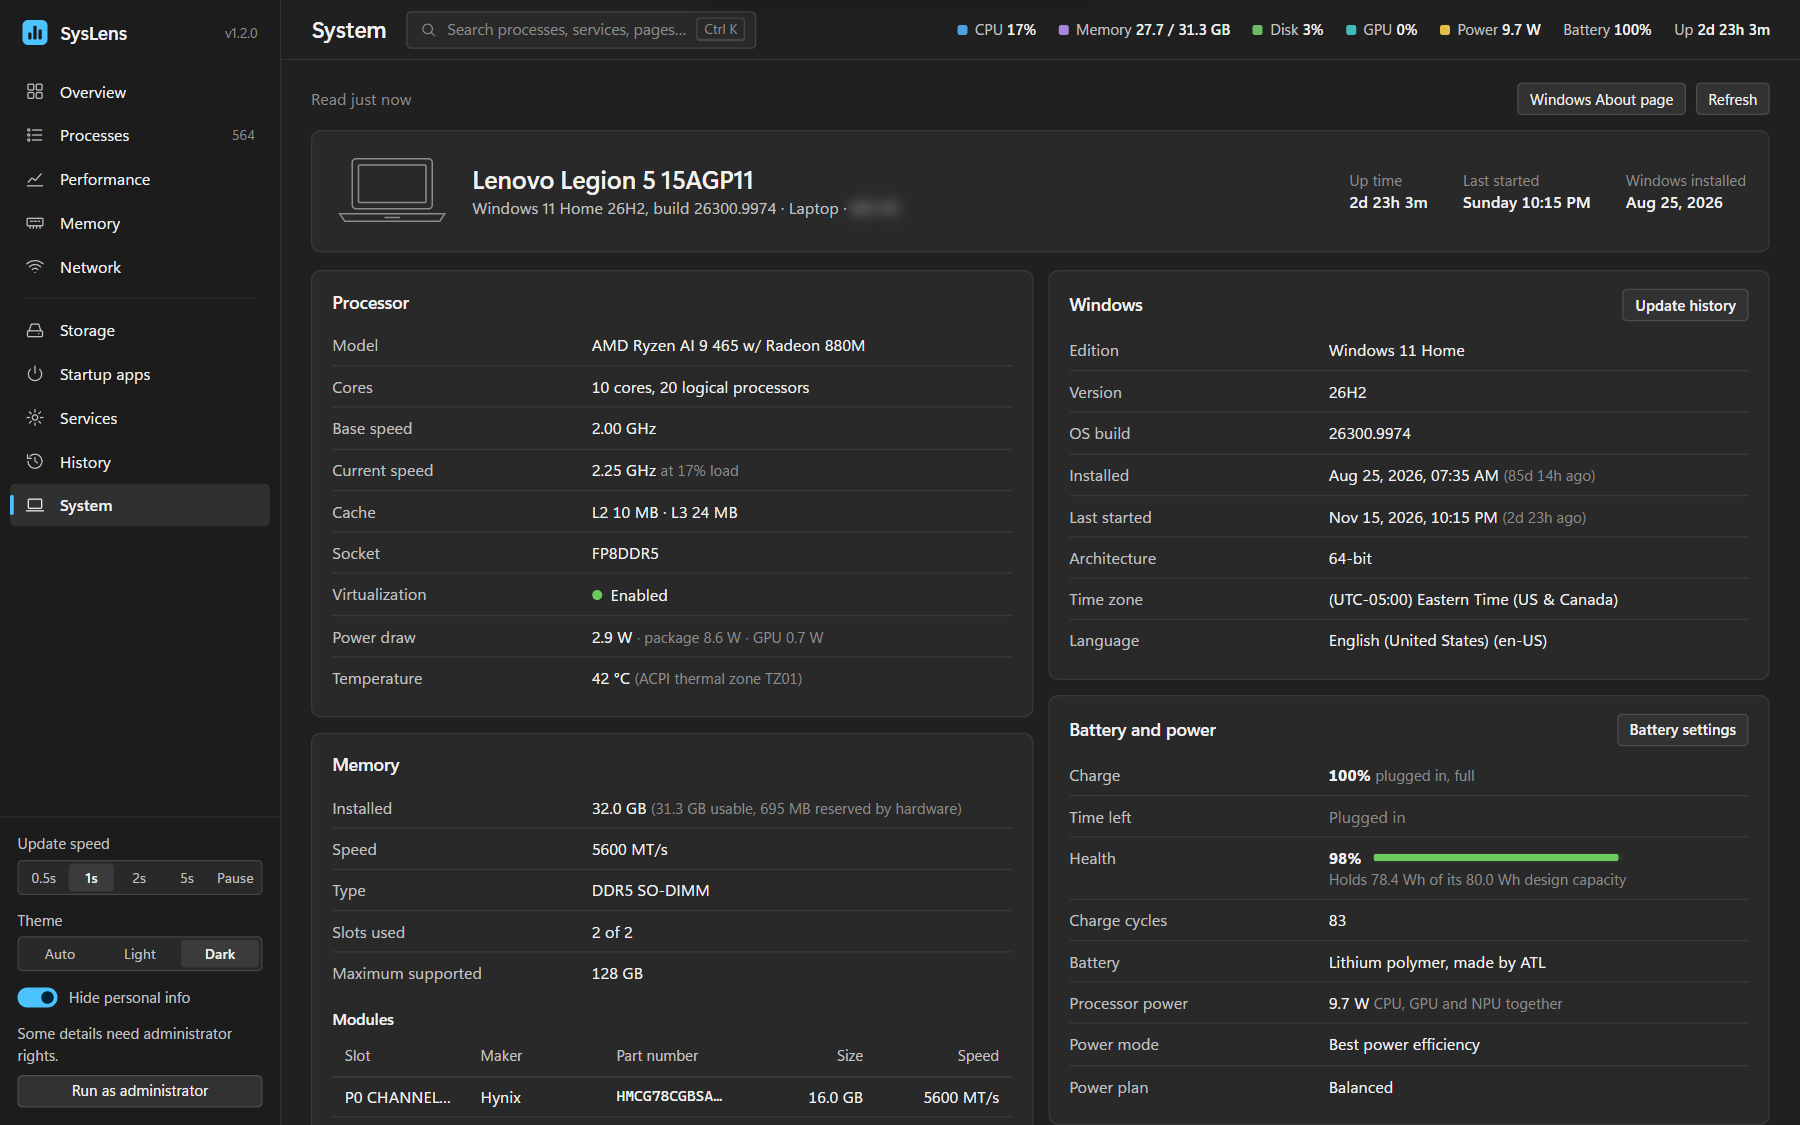 SysLens v1.2.0
Overview
Processes 564
Performance
Memory
Network
Storage
Startup apps
Services
History
System
Update speed
0.5s 1s 2s 5s Pause
Theme
Auto Light Dark
Hide personal info
Some details need administrator
rights.
Run as administrator
System
Search processes, services, pages... Ctrl K
CPU 17% Memory 27.7 / 31.3 GB Disk 3% GPU 0% Power 9.7 W Battery 100% Up 2d 23h 3m
Read just now
Windows About page Refresh
Lenovo Legion 5 15AGP11
Windows 11 Home 26H2, build 26300.9974 · Laptop ·
Up time Last started Windows installed
2d 23h 3m Sunday 10:15 PM Aug 25, 2026
Processor
Model AMD Ryzen AI 9 465 w/ Radeon 880M
Cores 10 cores, 20 logical processors
Base speed 2.00 GHz
Current speed 2.25 GHz at 17% load
Cache L2 10 MB · L3 24 MB
Socket FP8DDR5
Virtualization Enabled
Power draw 2.9 W · package 8.6 W · GPU 0.7 W
Temperature 42 °C (ACPI thermal zone TZ01)
Memory
Installed 32.0 GB (31.3 GB usable, 695 MB reserved by hardware)
Speed 5600 MT/s
Type DDR5 SO-DIMM
Slots used 2 of 2
Maximum supported 128 GB
Modules
Slot Maker Part number Size Speed
P0 CHANNEL... Hynix HMCG78CGBSA... 16.0 GB 5600 MT/s
Windows Update history
Edition Windows 11 Home
Version 26H2
OS build 26300.9974
Installed Aug 25, 2026, 07:35 AM (85d 14h ago)
Last started Nov 15, 2026, 10:15 PM (2d 23h ago)
Architecture 64-bit
Time zone (UTC-05:00) Eastern Time (US & Canada)
Language English (United States) (en-US)
Battery and power Battery settings
Charge 100% plugged in, full
Time left Plugged in
Health 98%
Holds 78.4 Wh of its 80.0 Wh design capacity
Charge cycles 83
Battery Lithium polymer, made by ATL
Processor power 9.7 W CPU, GPU and NPU together
Power mode Best power efficiency
Power plan Balanced